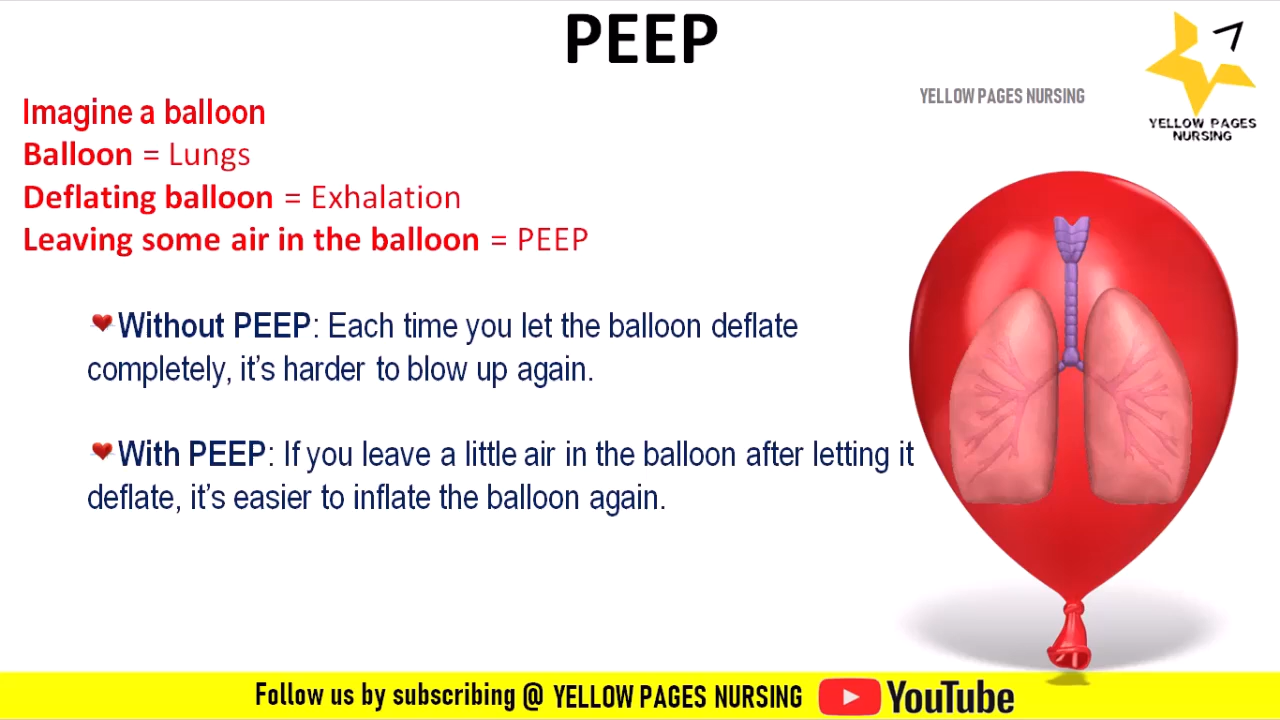 PEEP
YELLOW PAGES NURSING
YELLOW PAGES
NURSING
Imagine a balloon
Balloon = Lungs
Deflating balloon = Exhalation
Leaving some air in the balloon = PEEP
Without PEEP: Each time you let the balloon deflate
completely, it's harder to blow up again.
With PEEP: If you leave a little air in the balloon after letting it
deflate, it's easier to inflate the balloon again.
Follow us by subscribing @ YELLOW PAGES NURSING YouTube